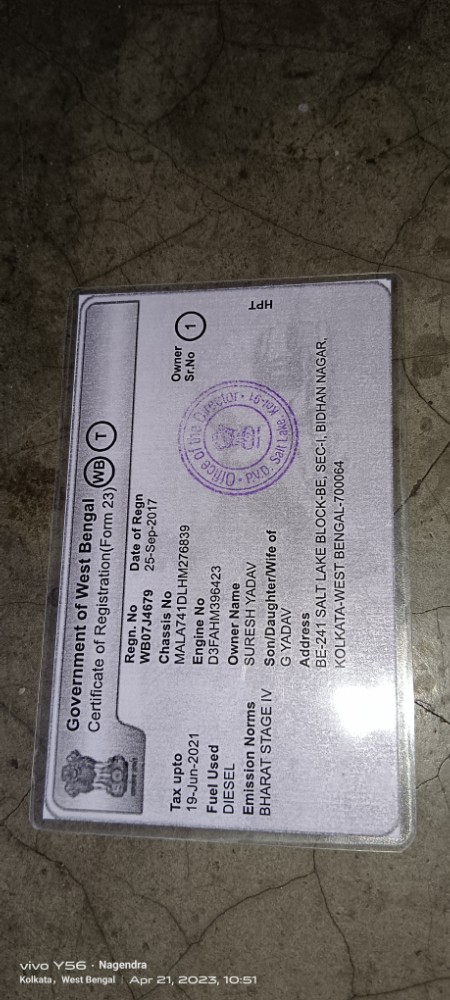 Government of West Bengal
Certificate of Registration(Form 23) WB T
Regn. No Date of Regn
WB07J4679 25-Sep-2017
Owner
Sr.No 1
Chassis No
MALA741DLHM276839
Engine No
D3FAHM396423
Owner Name
SURESH YADAV
Son/Daughter/Wife of
G YADAV
Address
BE-241 SALT LAKE BLOCK-BE, SEC-I, BIDHAN NAGAR,
KOLKATA-WEST BENGAL-700064
Tax upto
19-Jun-2021
Fuel Used
DIESEL
Emission Norms
BHARAT STAGE IV
HPT
Office of the Director
P.V.D. Salt Lake, Kol-91
vivo Y56 · Nagendra
Kolkata, West Bengal | Apr 21, 2023, 10:51